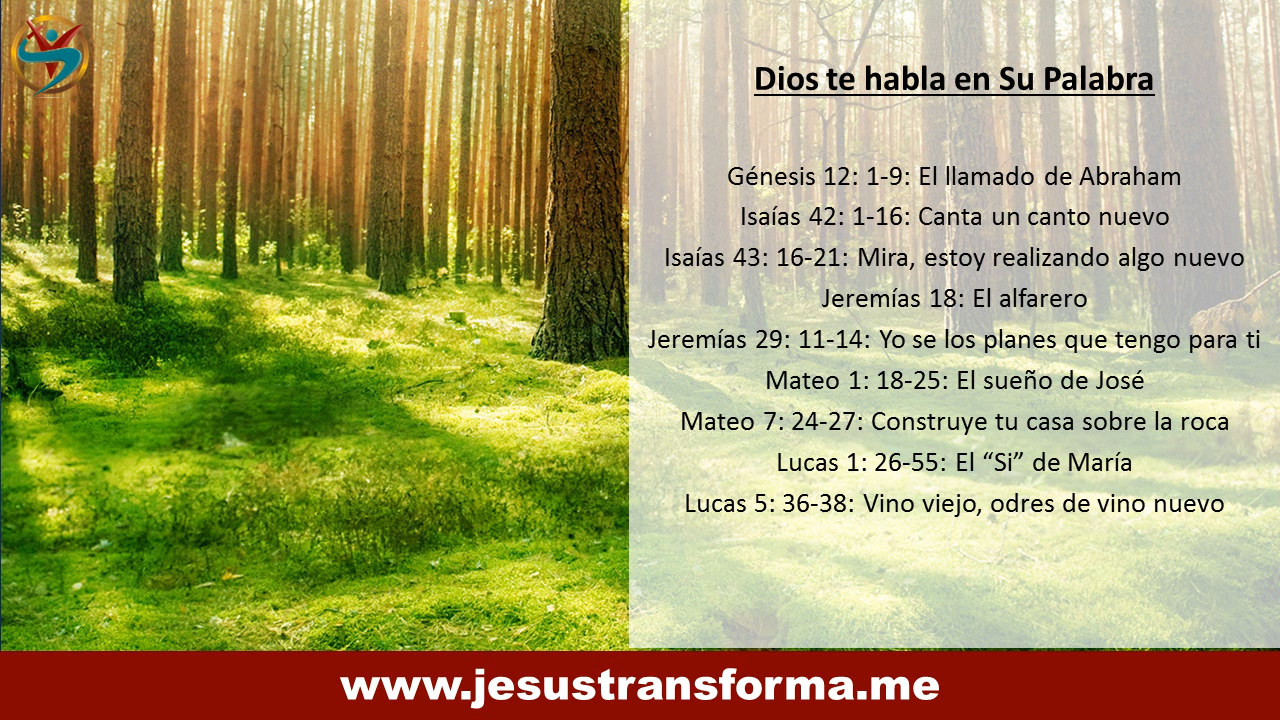 Dios te habla en Su Palabra
Génesis 12: 1-9: El llamado de Abraham
Isaías 42: 1-16: Canta un canto nuevo
Isaías 43: 16-21: Mira, estoy realizando algo nuevo
Jeremías 18: El alfarero
Jeremías 29: 11-14: Yo se los planes que tengo para ti
Mateo 1: 18-25: El sueño de José
Mateo 7: 24-27: Construye tu casa sobre la roca
Lucas 1: 26-55: El “Si” de María
Lucas 5: 36-38: Vino viejo, odres de vino nuevo
www.jesustransforma.me